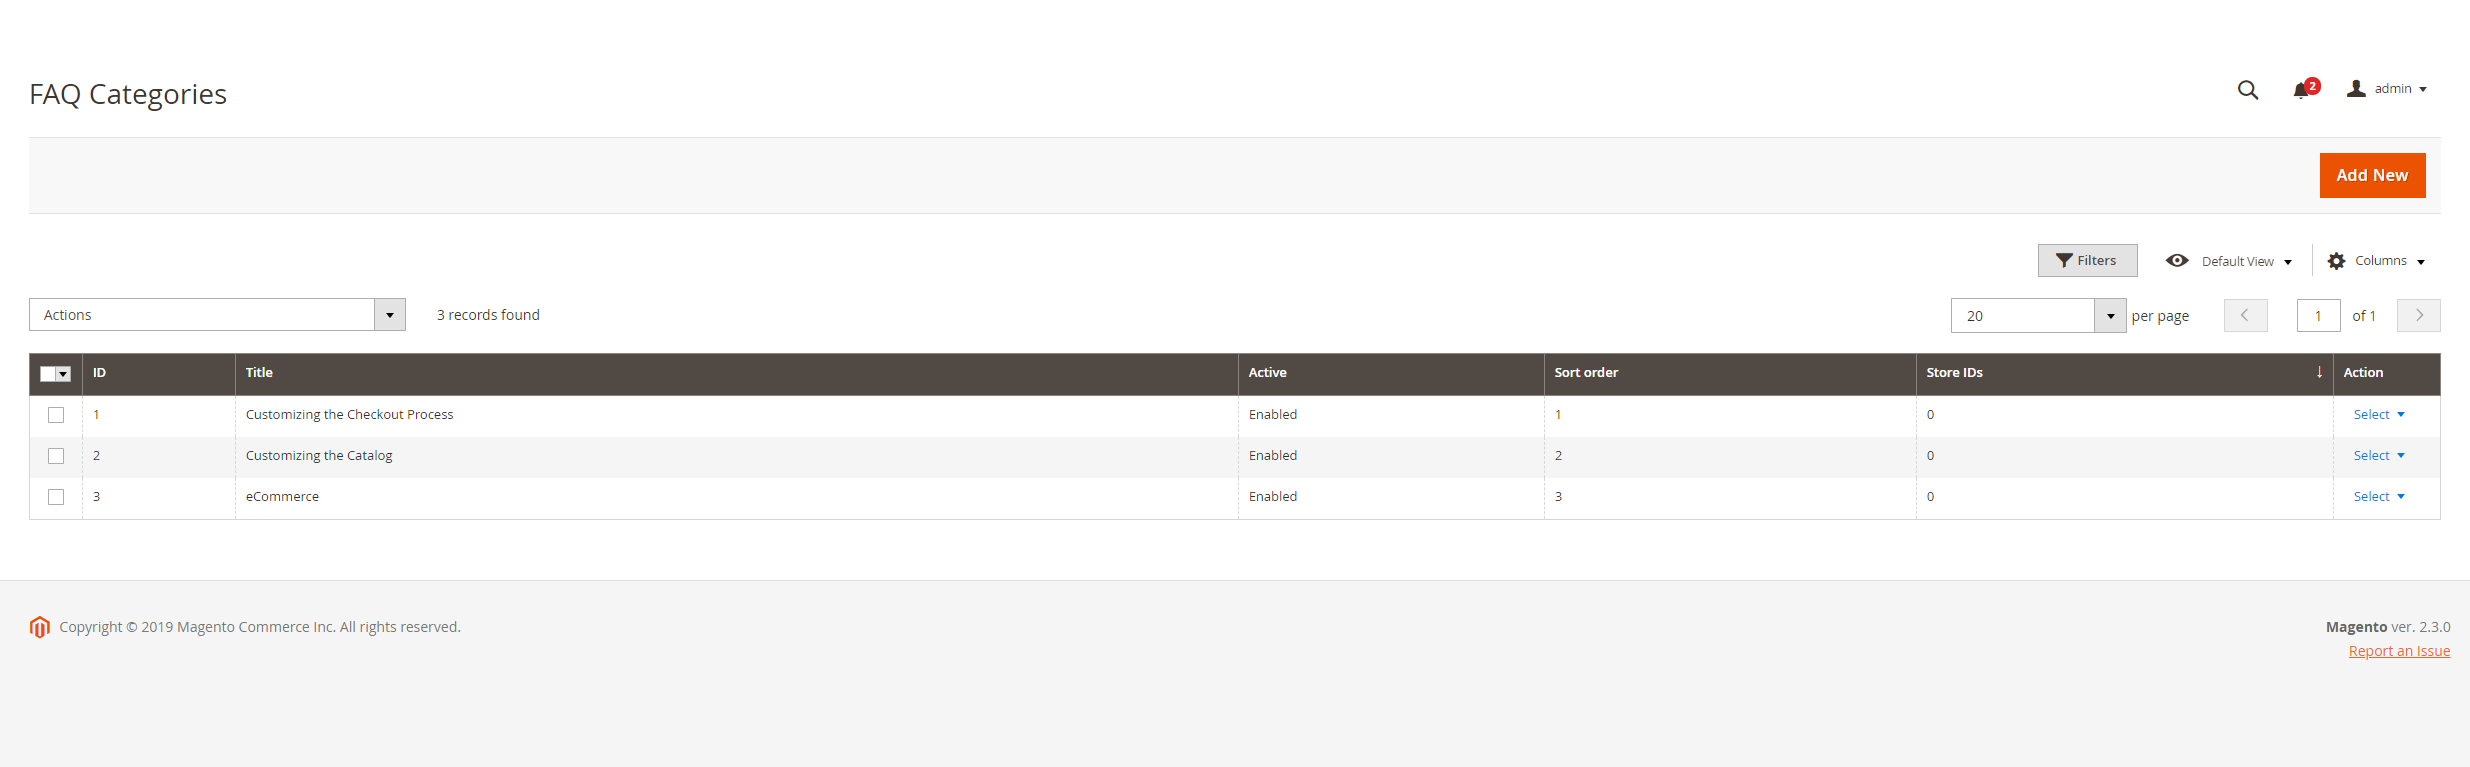 FAQ Categories
2
admin
Add New
Filters
Default View
Columns
Actions
3 records found
20
per page
1
of 1
ID Title Active Sort order Store IDs ↓ Action
1 Customizing the Checkout Process Enabled 1 0 Select
2 Customizing the Catalog Enabled 2 0 Select
3 eCommerce Enabled 3 0 Select
Copyright © 2019 Magento Commerce Inc. All rights reserved.
Magento ver. 2.3.0
Report an Issue